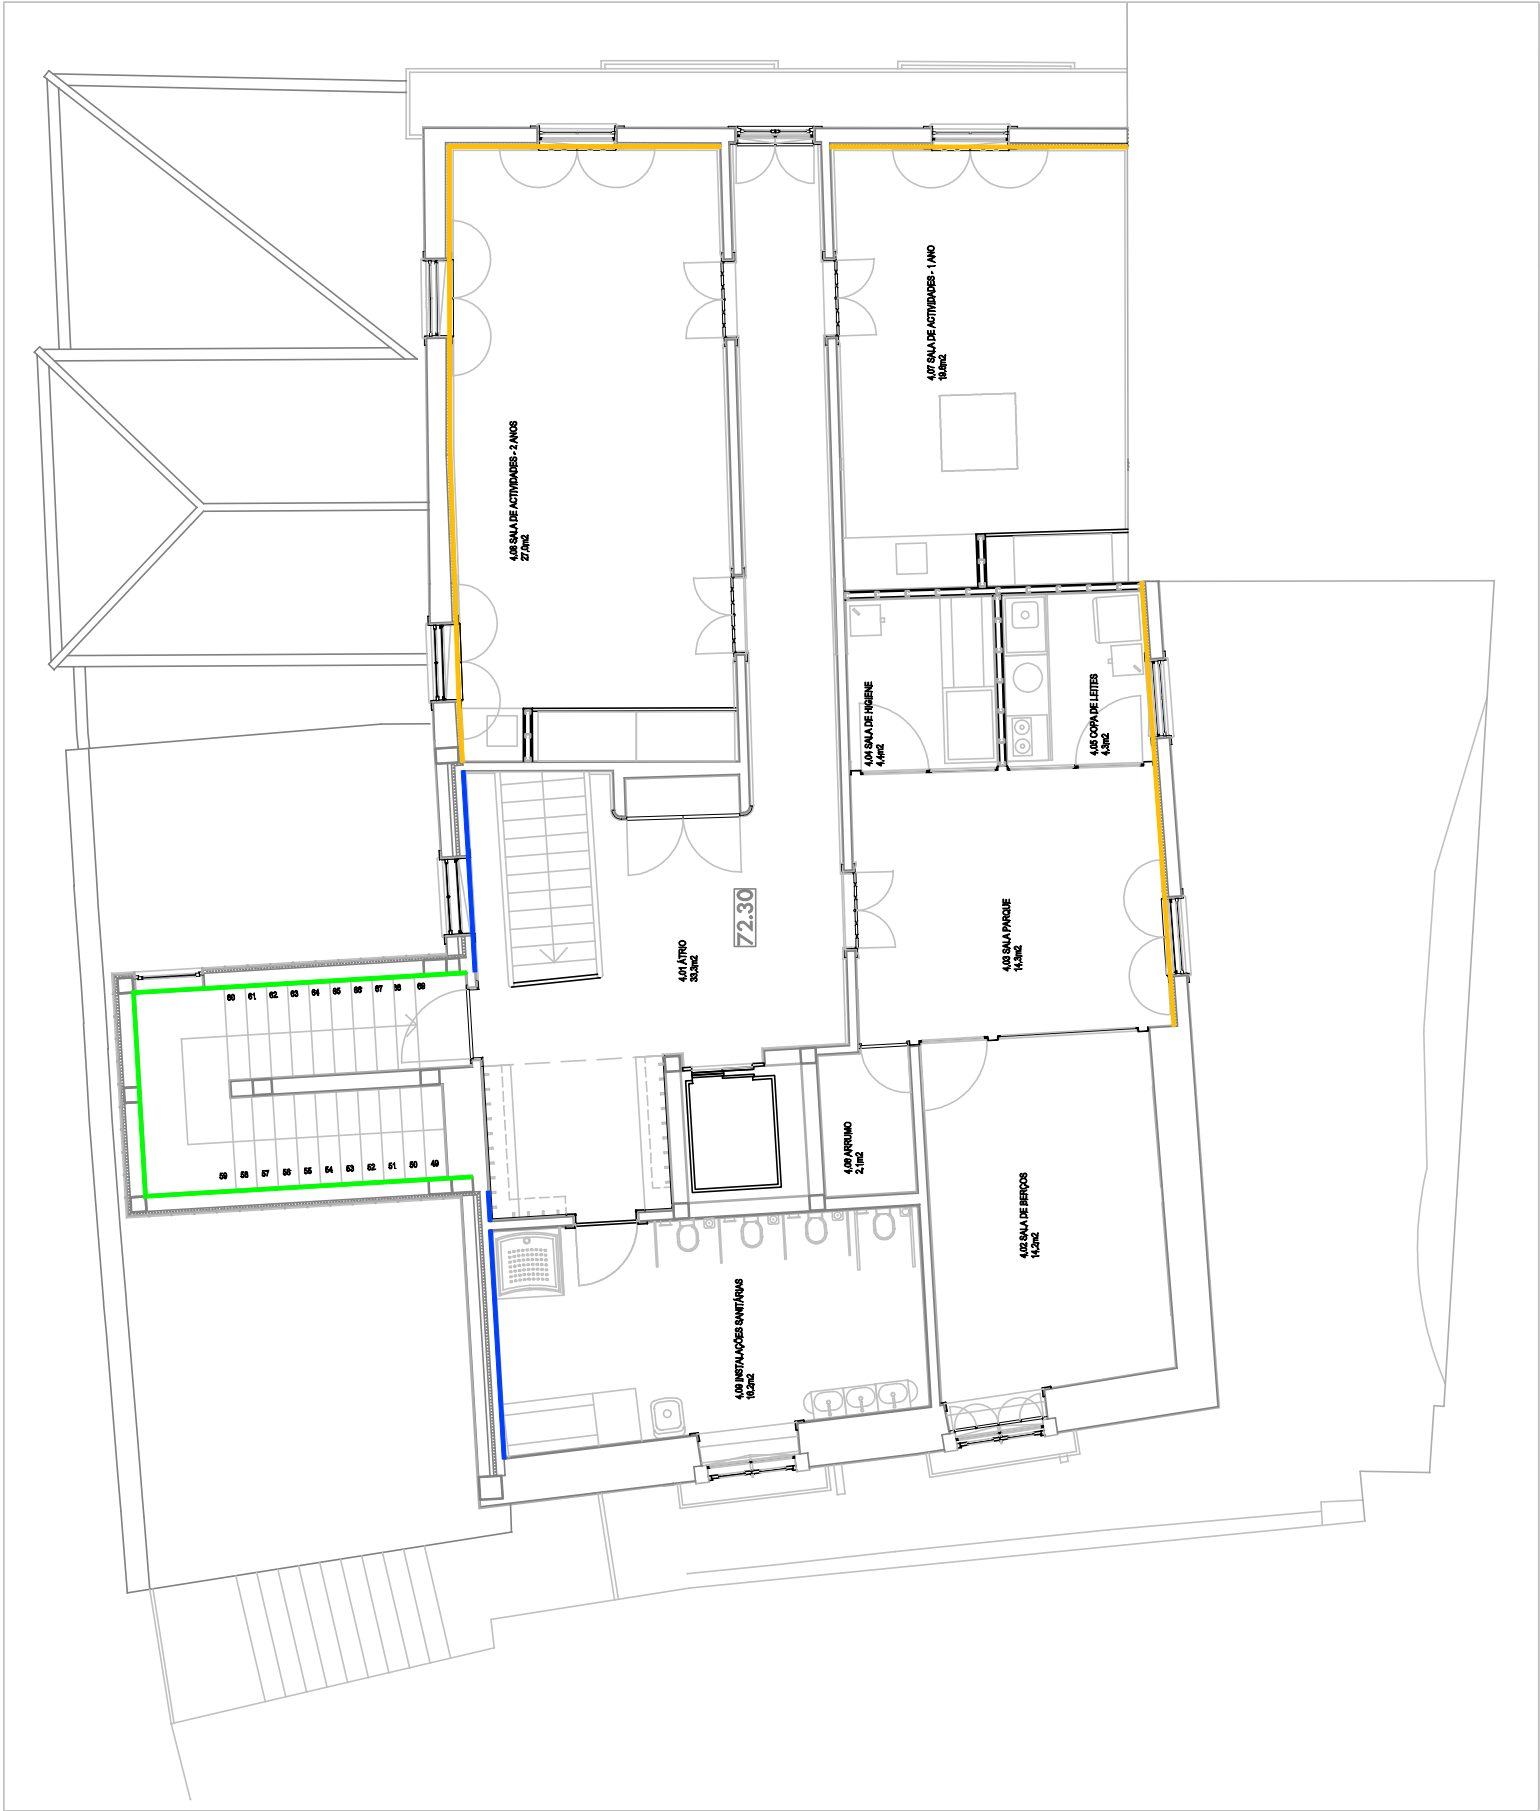 4.07 SALA DE ACTIVIDADES - 1 ANO
19,6m2
4.08 SALA DE ACTIVIDADES - 2 ANOS
27,0m2
4.04 SALA DE HIGIENE
4,4m2
4.05 COPA DE LEITES
4,3m2
72.30
4.01 ÁTRIO
33,3m2
4.03 SALA PARQUE
14,3m2
60 61 62 63 64 65 66 67 68 69
59 58 57 56 55 54 53 52 51 50 49
4.06 ARRUMO
2,1m2
4.02 SALA DE BERÇOS
14,2m2
4.09 INSTALAÇÕES SANITÁRIAS
16,2m2